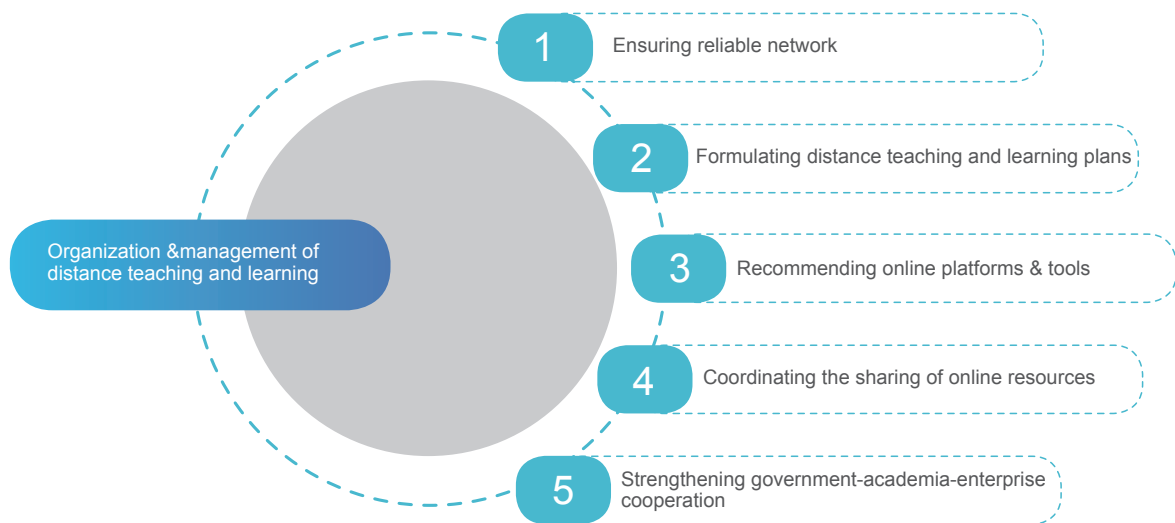 1
Ensuring reliable network
2
Formulating distance teaching and learning plans
Organization &management of
distance teaching and learning
3
Recommending online platforms & tools
4
Coordinating the sharing of online resources
5
Strengthening government-academia-enterprise
cooperation